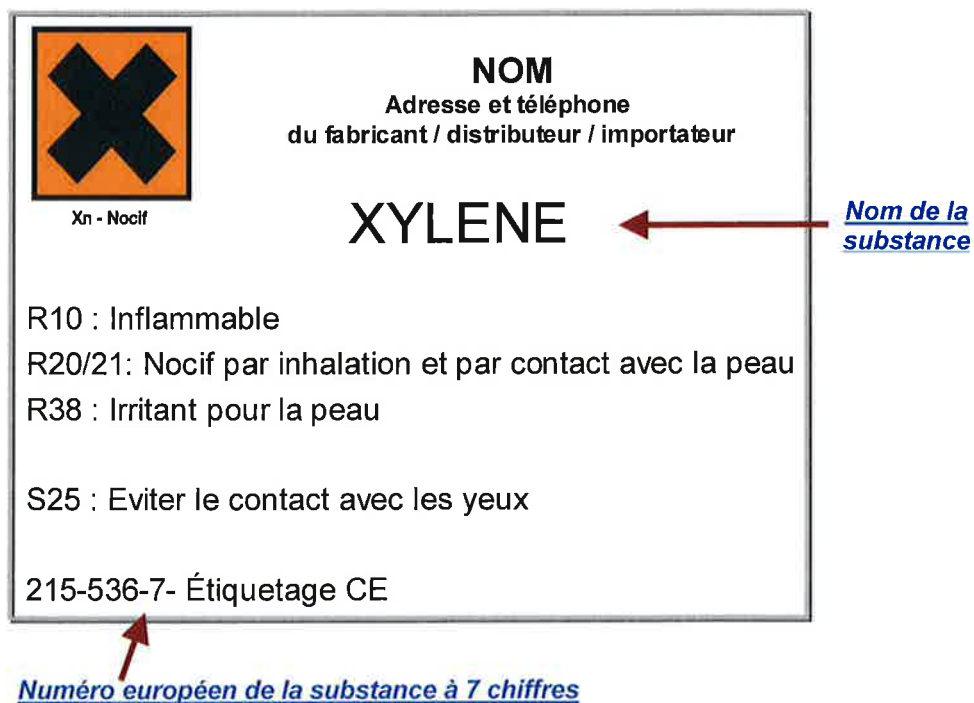 NOM
Adresse et téléphone
du fabricant / distributeur / importateur
Xn - Nocif
XYLENE
Nom de la
substance
R10 : Inflammable
R20/21: Nocif par inhalation et par contact avec la peau
R38 : Irritant pour la peau
S25 : Eviter le contact avec les yeux
215-536-7- Étiquetage CE
Numéro européen de la substance à 7 chiffres